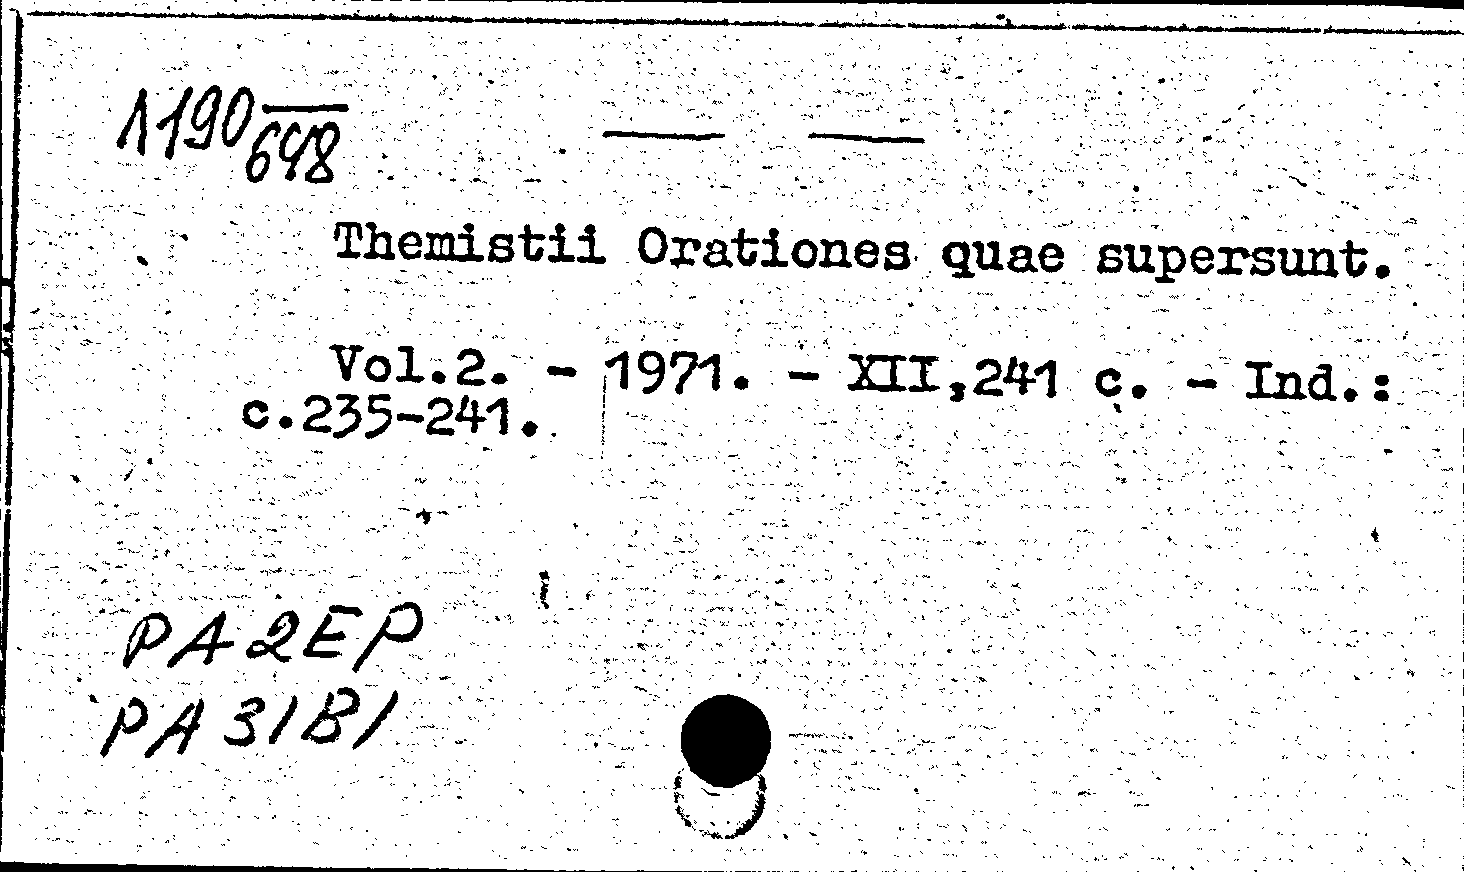 1190
698
— —
Themistii Orationes quae supersunt.
Vol.2. - 1971. - XII,241 c. - Ind.:
c.235-241.
PA2EP
PA31B1